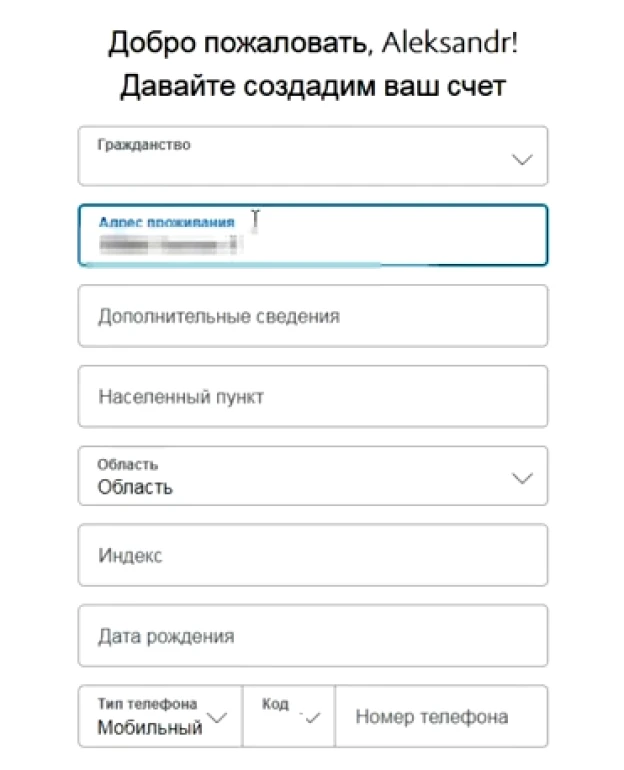 Добро пожаловать, Aleksandr!
Давайте создадим ваш счет
Гражданство
Адрес проживания
Дополнительные сведения
Населенный пункт
Область
Область
Индекс
Дата рождения
Тип телефона
Мобильный
Код
Номер телефона